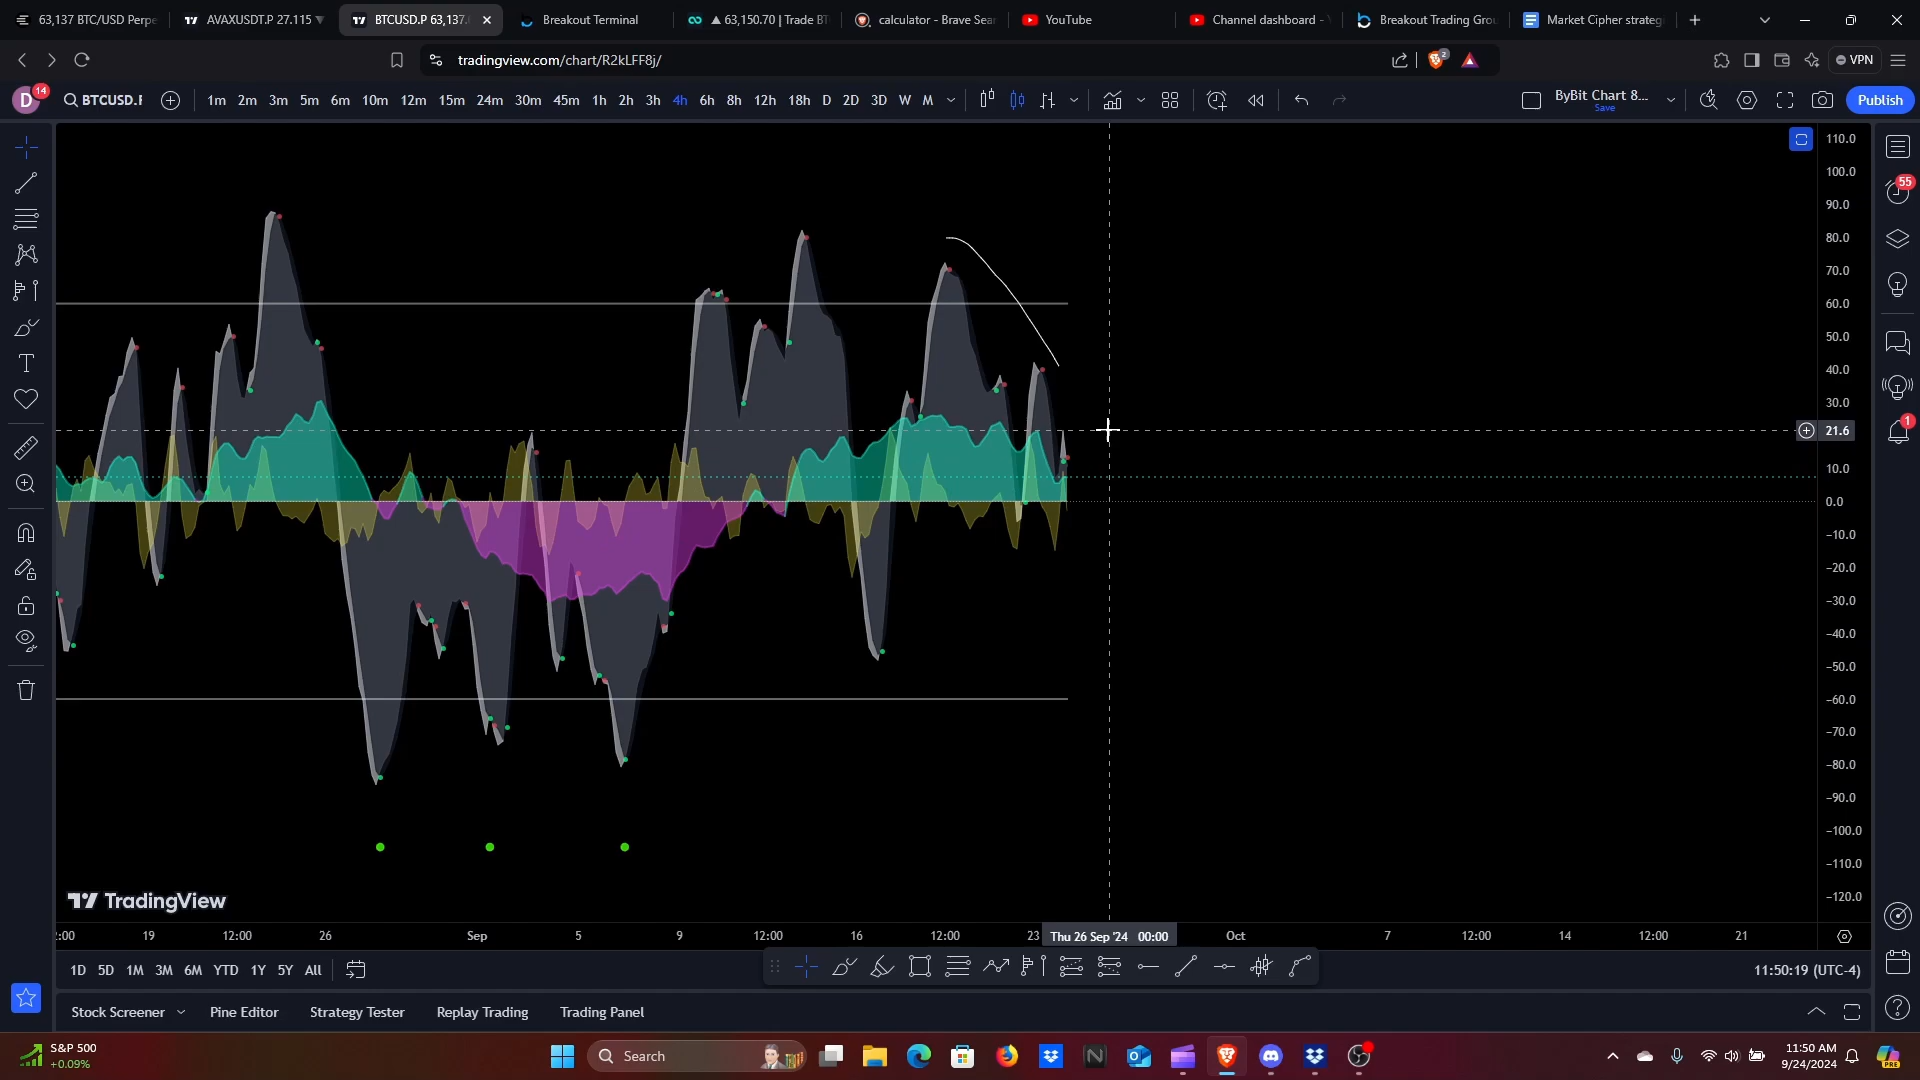 63,137 BTC/USD Perpe
AVAXUSDT.P 27.115
BTCUSD.P 63,137.
Breakout Terminal
▲ 63,150.70 | Trade BT
calculator - Brave Sear
YouTube
Channel dashboard - Y
Breakout Trading Grou
Market Cipher strateg
tradingview.com/chart/R2kLFF8j/
2
VPN
D
14
BTCUSD.P
1m 2m 3m 5m 6m 10m 12m 15m 24m 30m 45m 1h 2h 3h 4h 6h 8h 12h 18h D 2D 3D W M
ByBit Chart 8...
Save
Publish
110.0
100.0
90.0
80.0
70.0
60.0
50.0
40.0
30.0
21.6
10.0
0.0
−10.0
−20.0
−30.0
−40.0
−50.0
−60.0
−70.0
−80.0
−90.0
−100.0
−110.0
−120.0
55
1
T
TradingView
:00 19 12:00 26 Sep 5 9 12:00 16 12:00 23 Thu 26 Sep '24 00:00 Oct 7 12:00 14 12:00 21
1D 5D 1M 3M 6M YTD 1Y 5Y All
11:50:19 (UTC-4)
Stock Screener Pine Editor Strategy Tester Replay Trading Trading Panel
S&P 500
+0.09%
Search
11:50 AM
9/24/2024
PRE